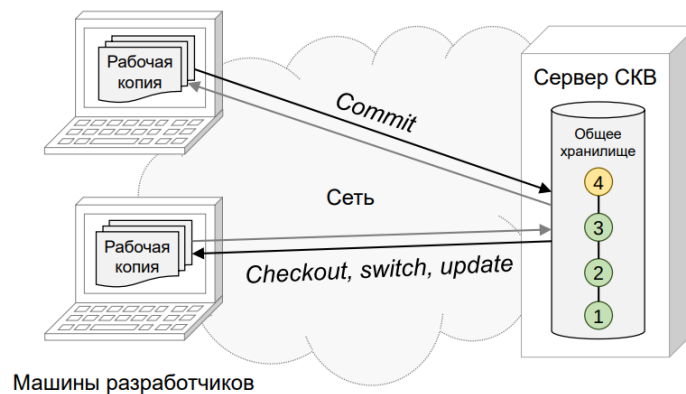 Рабочая
копия
Commit
Сервер СКВ
Общее
хранилище
4
3
2
1
Сеть
Рабочая
копия
Checkout, switch, update
Машины разработчиков